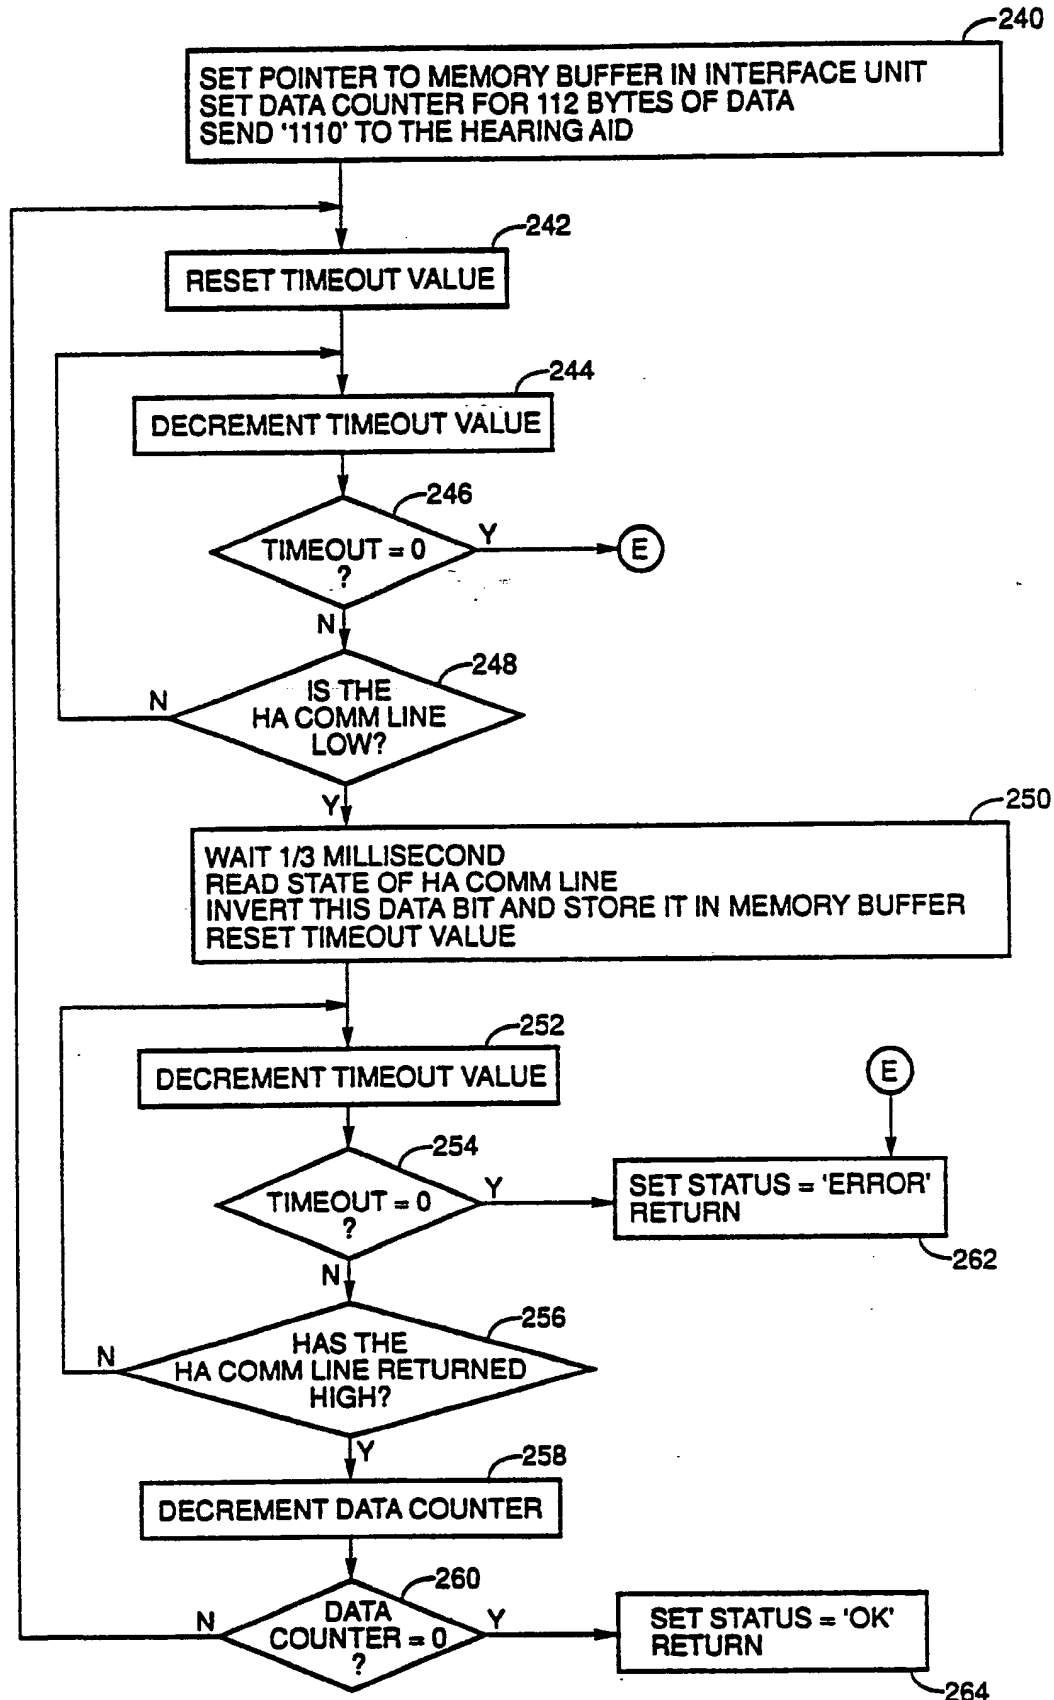 240
SET POINTER TO MEMORY BUFFER IN INTERFACE UNIT
SET DATA COUNTER FOR 112 BYTES OF DATA
SEND '1110' TO THE HEARING AID
242
RESET TIMEOUT VALUE
244
DECREMENT TIMEOUT VALUE
246
TIMEOUT = 0
?
Y
E
N
248
IS THE
HA COMM LINE
LOW?
N
Y
250
WAIT 1/3 MILLISECOND
READ STATE OF HA COMM LINE
INVERT THIS DATA BIT AND STORE IT IN MEMORY BUFFER
RESET TIMEOUT VALUE
252
DECREMENT TIMEOUT VALUE
E
254
TIMEOUT = 0
?
Y
SET STATUS = 'ERROR'
RETURN
262
N
256
HAS THE
HA COMM LINE RETURNED
HIGH?
N
Y
258
DECREMENT DATA COUNTER
260
DATA
COUNTER = 0
?
N
Y
SET STATUS = 'OK'
RETURN
264